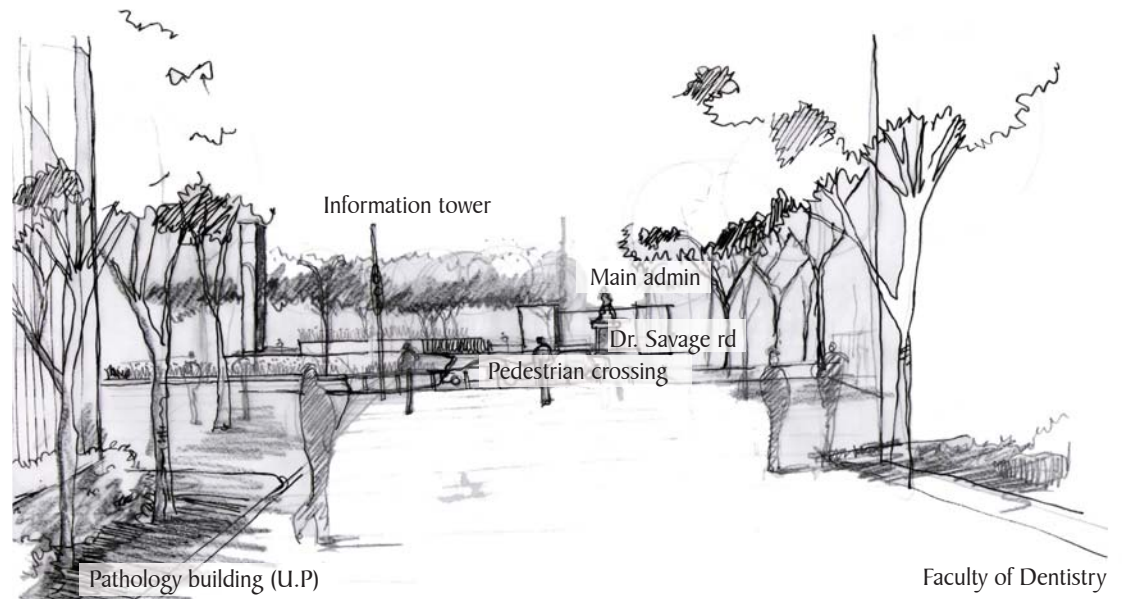 Information tower
Main admin
Dr. Savage rd
Pedestrian crossing
Pathology building (U.P)
Faculty of Dentistry